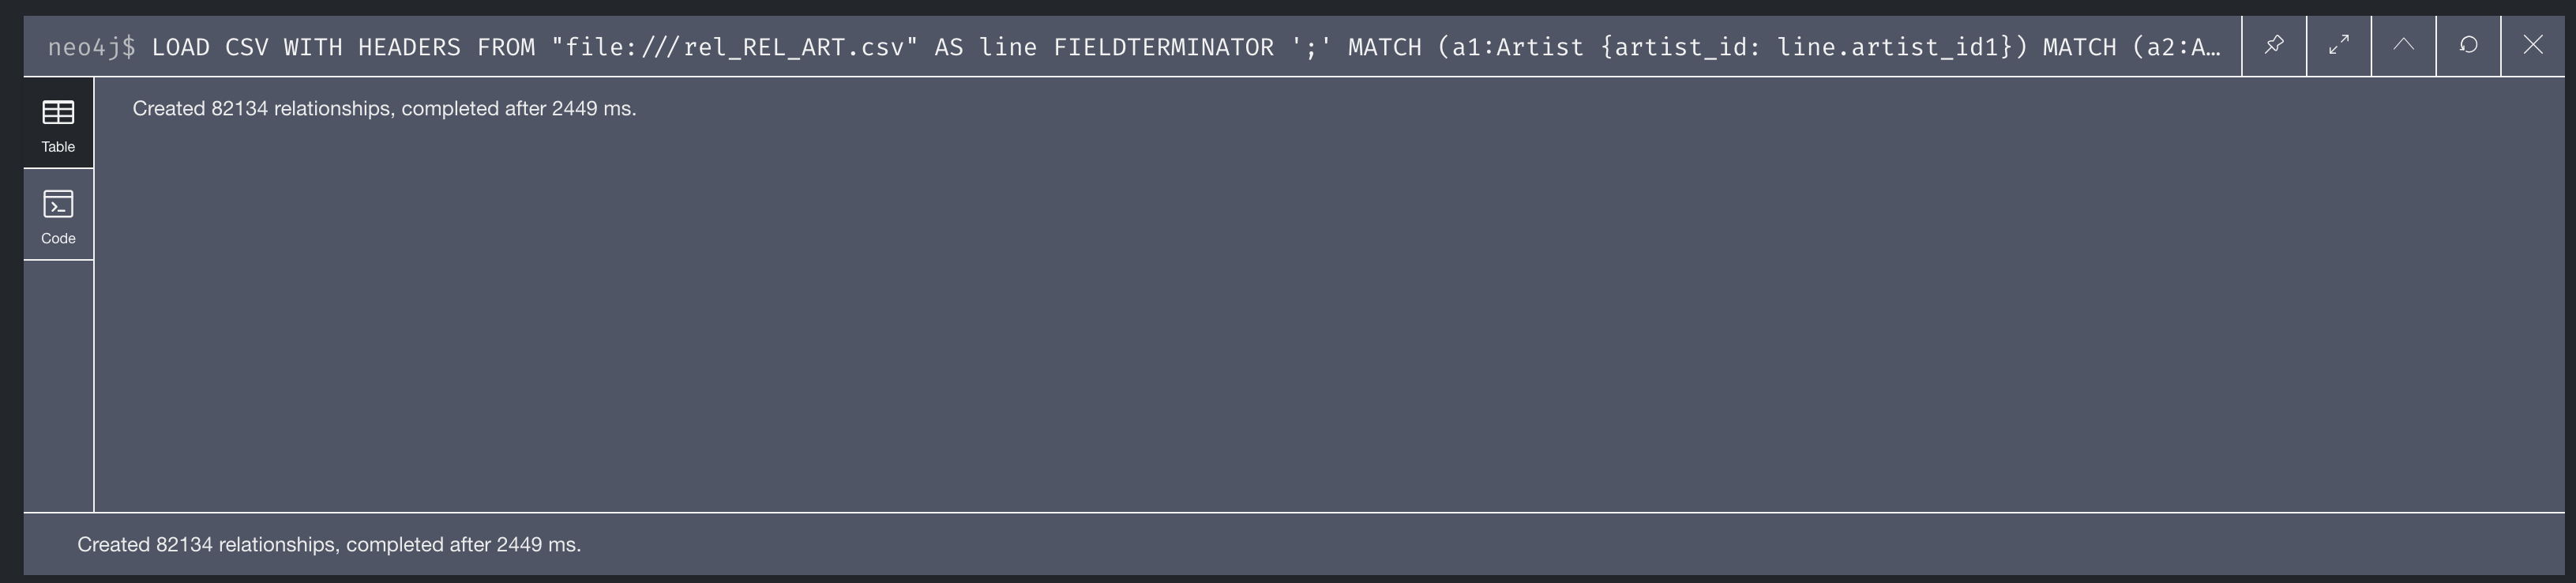 neo4j$ LOAD CSV WITH HEADERS FROM "file:///rel_REL_ART.csv" AS line FIELDTERMINATOR ';' MATCH (a1:Artist {artist_id: line.artist_id1}) MATCH (a2:A…
Table
Created 82134 relationships, completed after 2449 ms.
Code
Created 82134 relationships, completed after 2449 ms.